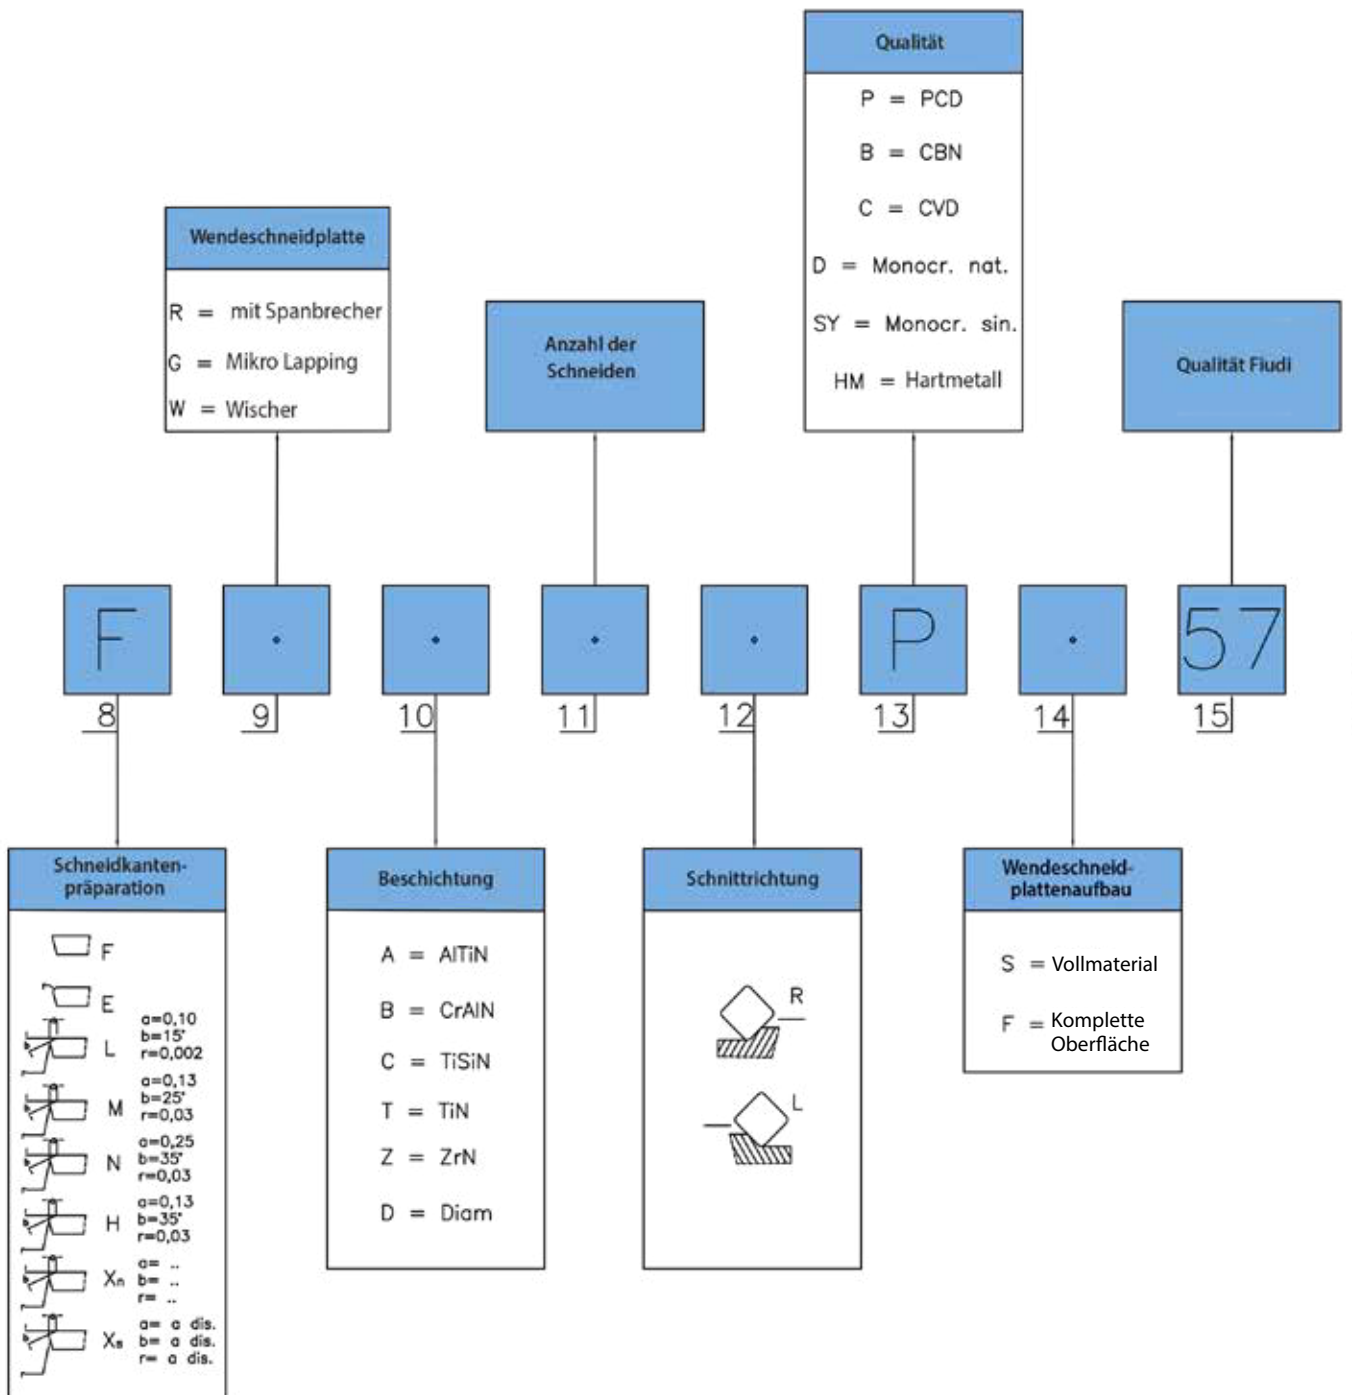 Qualität
P = PCD
B = CBN
C = CVD
D = Monocr. nat.
SY = Monocr. sin.
HM = Hartmetall
Wendeschneidplatte
R = mit Spanbrecher
G = Mikro Lapping
W = Wischer
Anzahl der
Schneiden
Qualität Fiudi
F
P
57
8
9
10
11
12
13
14
15
Schneidkanten-
präparation
F
E
L
a=0,10
b=15°
r=0,002
M
a=0,13
b=25°
r=0,03
N
a=0,25
b=35°
r=0,03
H
a=0,13
b=35°
r=0,03
Xn
a= ..
b= ..
r= ..
Xs
a= a dis.
b= a dis.
r= a dis.
Beschichtung
A = AlTiN
B = CrAlN
C = TiSiN
T = TiN
Z = ZrN
D = Diam
Schnittrichtung
R
L
Wendeschneid-
plattenaufbau
S = Vollmaterial
F = Komplette
Oberfläche